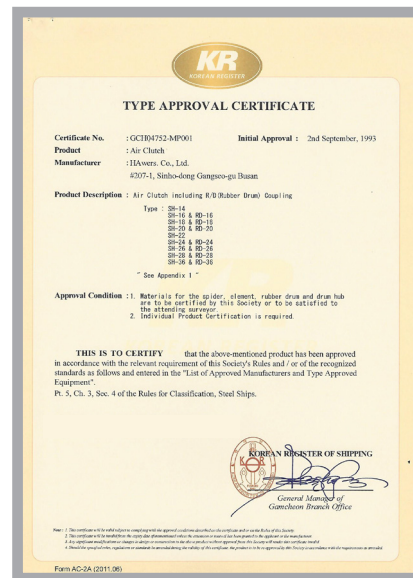 KR
KOREAN REGISTER
TYPE APPROVAL CERTIFICATE
Certificate No. : GCH04752-MP001 Initial Approval : 2nd September, 1993
Product : Air Clutch
Manufacturer : HAwers. Co., Ltd.
#207-1, Sinho-dong Gangseo-gu Busan
Product Description : Air Clutch including R/D(Rubber Drum) Coupling
Type : SH-14
SH-16 & RD-16
SH-18 & RD-18
SH-20 & RD-20
SH-22
SH-24 & RD-24
SH-26 & RD-26
SH-28 & RD-28
SH-36 & RD-36
" See Appendix 1 "
Approval Condition : 1. Materials for the spider, element, rubber drum and drum hub
are to be certified by this Society or to be satisfied to
the attending surveyor.
2. Individual Product Certification is required.
THIS IS TO CERTIFY that the above-mentioned product has been approved
in accordance with the relevant requirement of this Society's Rules and / or of the recognized
standards as follows and entered in the "List of Approved Manufacturers and Type Approved
Equipment".
Pt. 5, Ch. 3, Sec. 4 of the Rules for Classification, Steel Ships.
KOREAN REGISTER OF SHIPPING
General Manager of
Gamcheon Branch Office
Form AC-2A (2011.06)